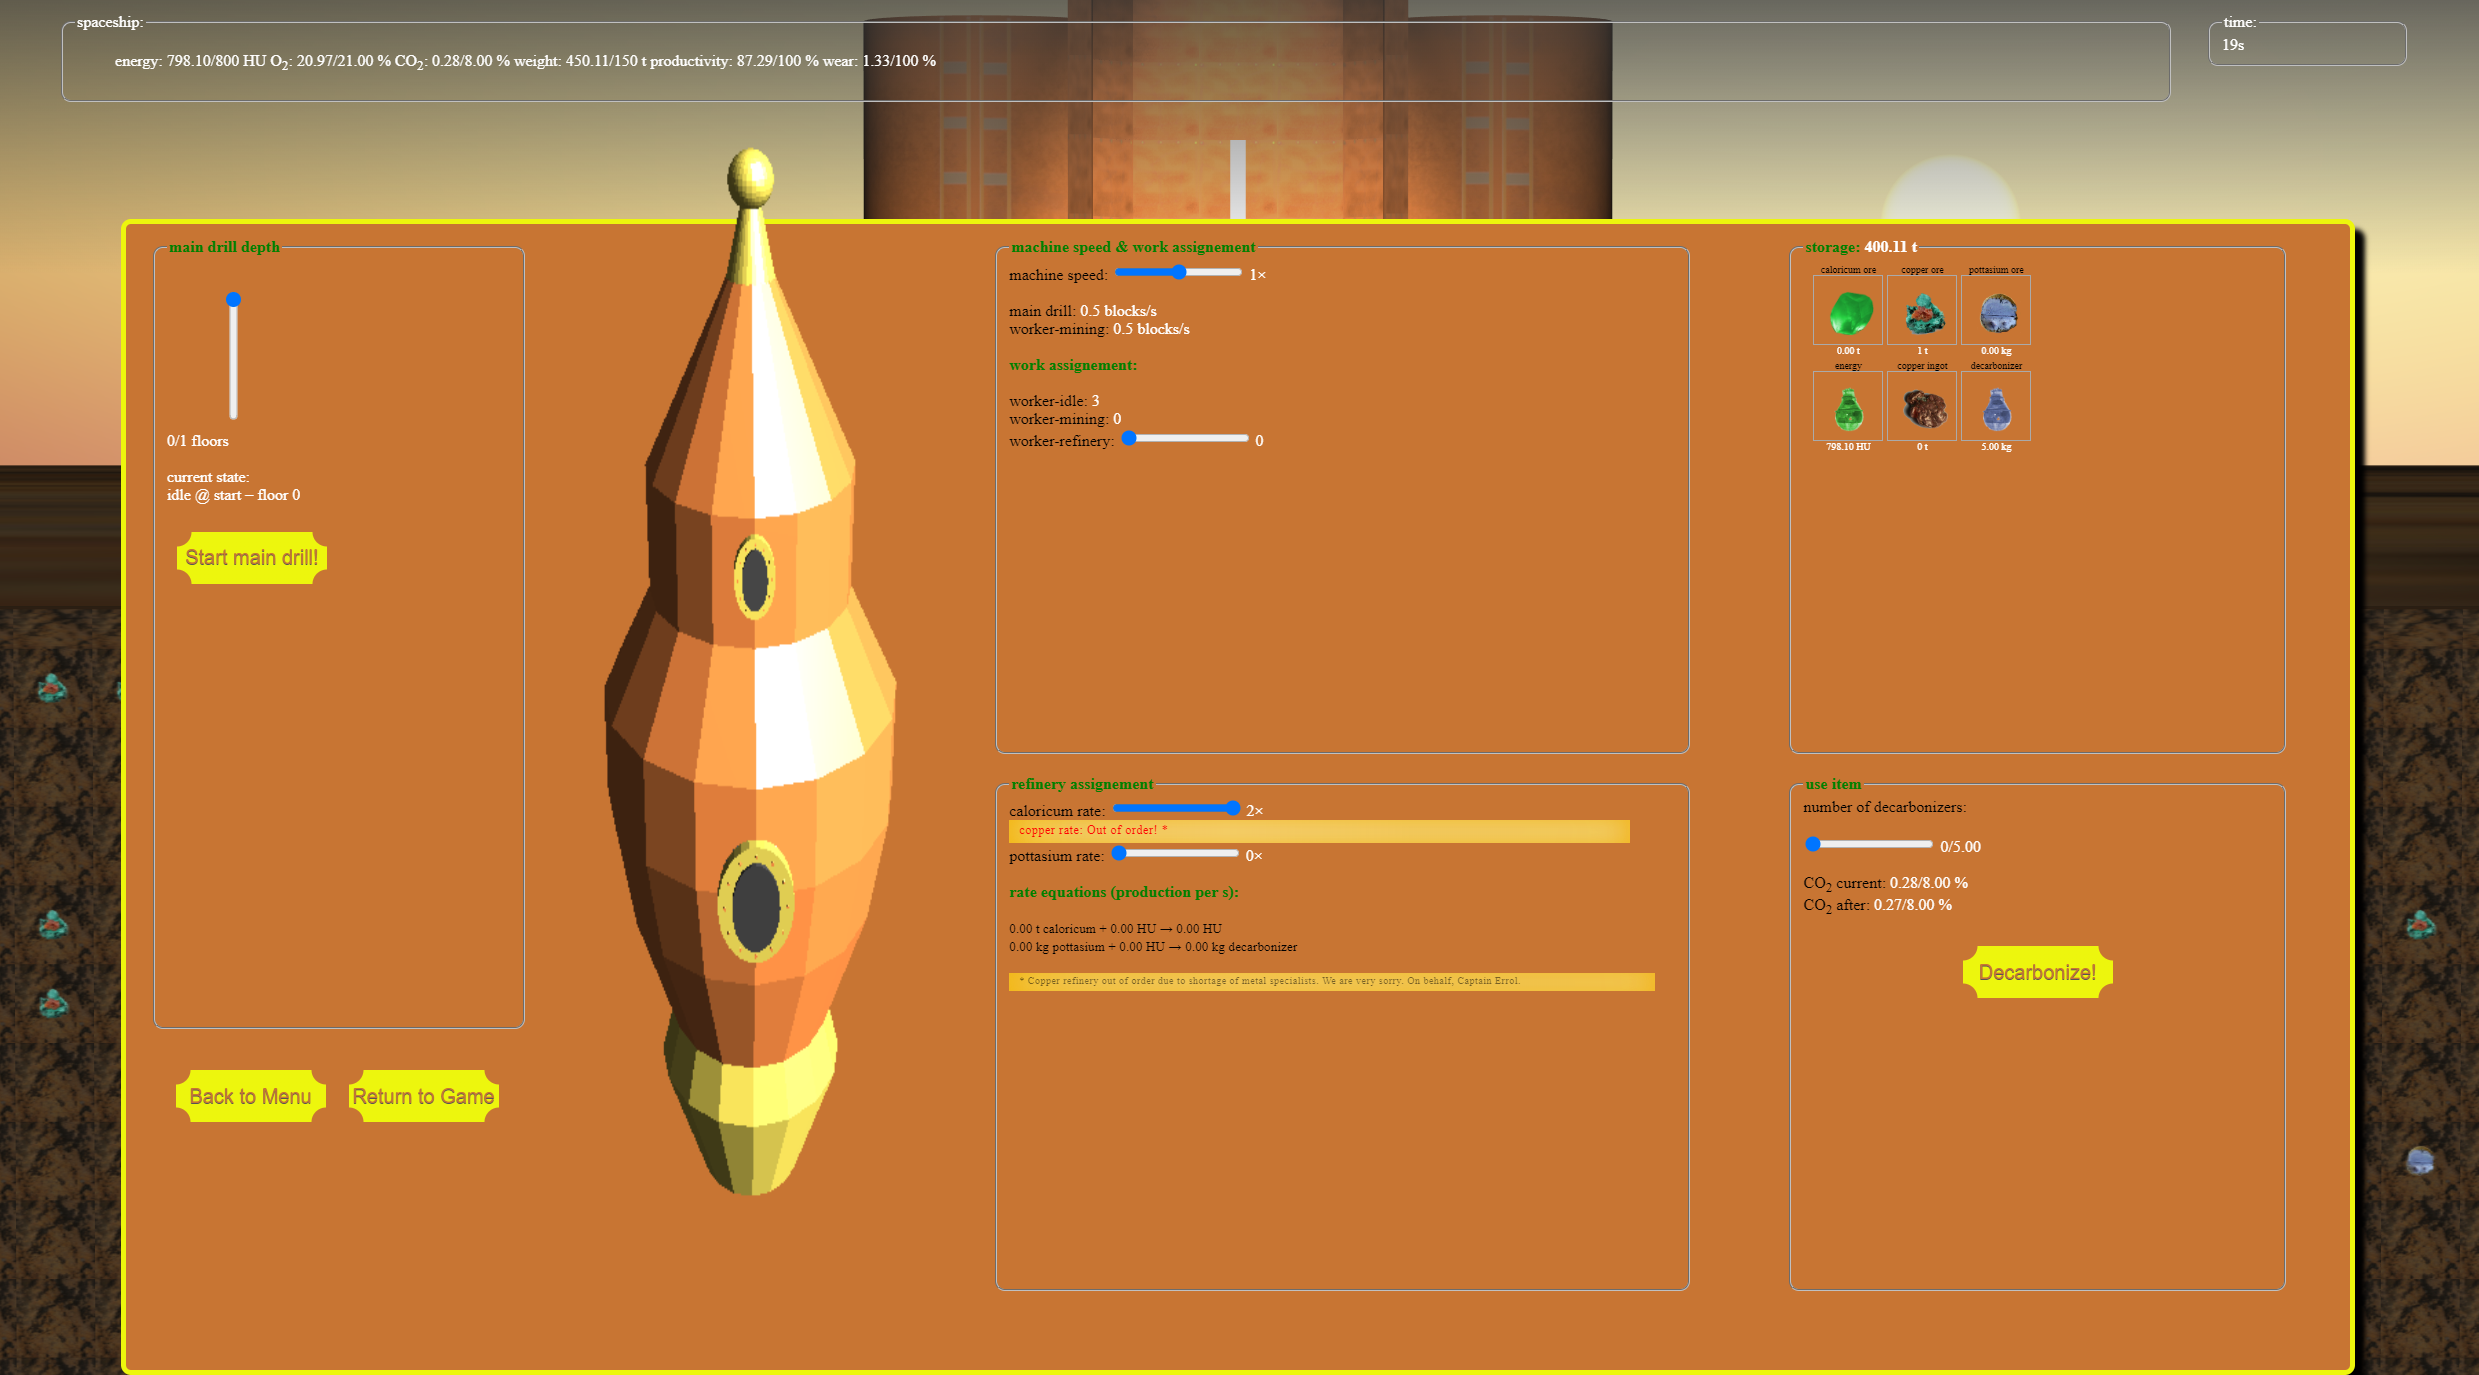 spaceship:
energy: 798.10/800 HU O2: 20.97/21.00 % CO2: 0.28/8.00 % weight: 450.11/150 t productivity: 87.29/100 % wear: 1.33/100 %
time:
19s
main drill depth
0/1 floors
current state:
idle @ start – floor 0
Start main drill!
Back to Menu
Return to Game
machine speed & work assignement
machine speed: 1×
main drill: 0.5 blocks/s
worker-mining: 0.5 blocks/s
work assignement:
worker-idle: 3
worker-mining: 0
worker-refinery: 0
refinery assignement
caloricum rate: 2×
copper rate: Out of order! *
pottasium rate: 0×
rate equations (production per s):
0.00 t caloricum + 0.00 HU → 0.00 HU
0.00 kg pottasium + 0.00 HU → 0.00 kg decarbonizer
* Copper refinery out of order due to shortage of metal specialists. We are very sorry. On behalf, Captain Errol.
storage: 400.11 t
caloricum ore copper ore pottasium ore
0.00 t 1 t 0.00 kg
energy copper ingot decarbonizer
798.10 HU 0 t 5.00 kg
use item
number of decarbonizers:
0/5.00
CO2 current: 0.28/8.00 %
CO2 after: 0.27/8.00 %
Decarbonize!